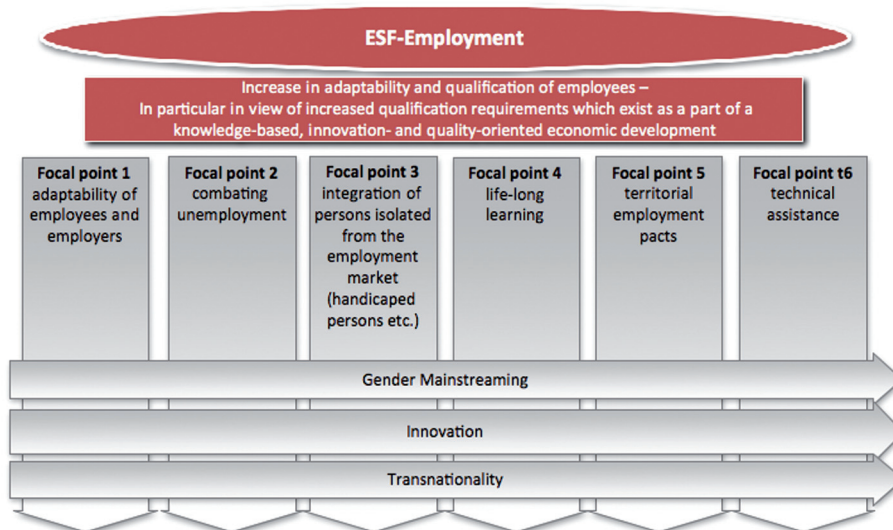 ESF-Employment
Increase in adaptability and qualification of employees –
In particular in view of increased qualification requirements which exist as a part of a
knowledge-based, innovation- and quality-oriented economic development
Focal point 1
adaptability of
employees and
employers
Focal point 2
combating
unemployment
Focal point 3
integration of
persons isolated
from the
employment
market
(handicaped
persons etc.)
Focal point 4
life-long
learning
Focal point 5
territorial
employment
pacts
Focal point t6
technical
assistance
Gender Mainstreaming
Innovation
Transnationality